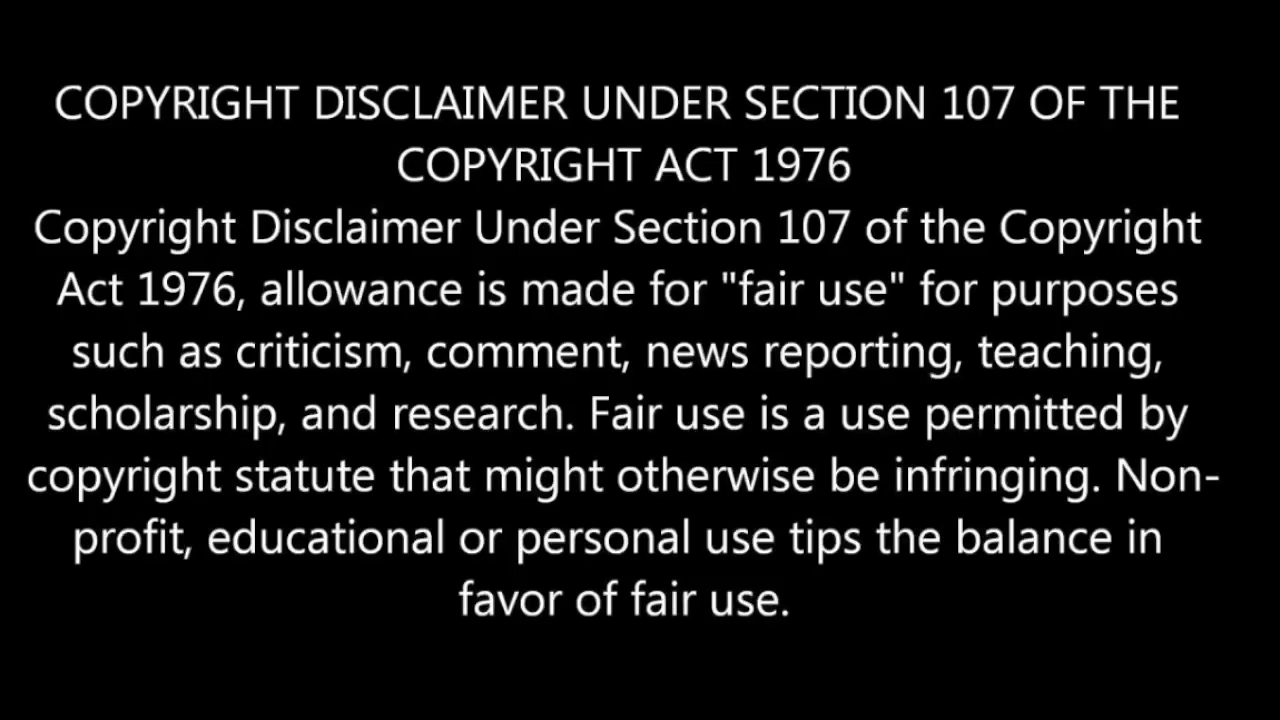 COPYRIGHT DISCLAIMER UNDER SECTION 107 OF THE
COPYRIGHT ACT 1976
Copyright Disclaimer Under Section 107 of the Copyright
Act 1976, allowance is made for "fair use" for purposes
such as criticism, comment, news reporting, teaching,
scholarship, and research. Fair use is a use permitted by
copyright statute that might otherwise be infringing. Non-
profit, educational or personal use tips the balance in
favor of fair use.